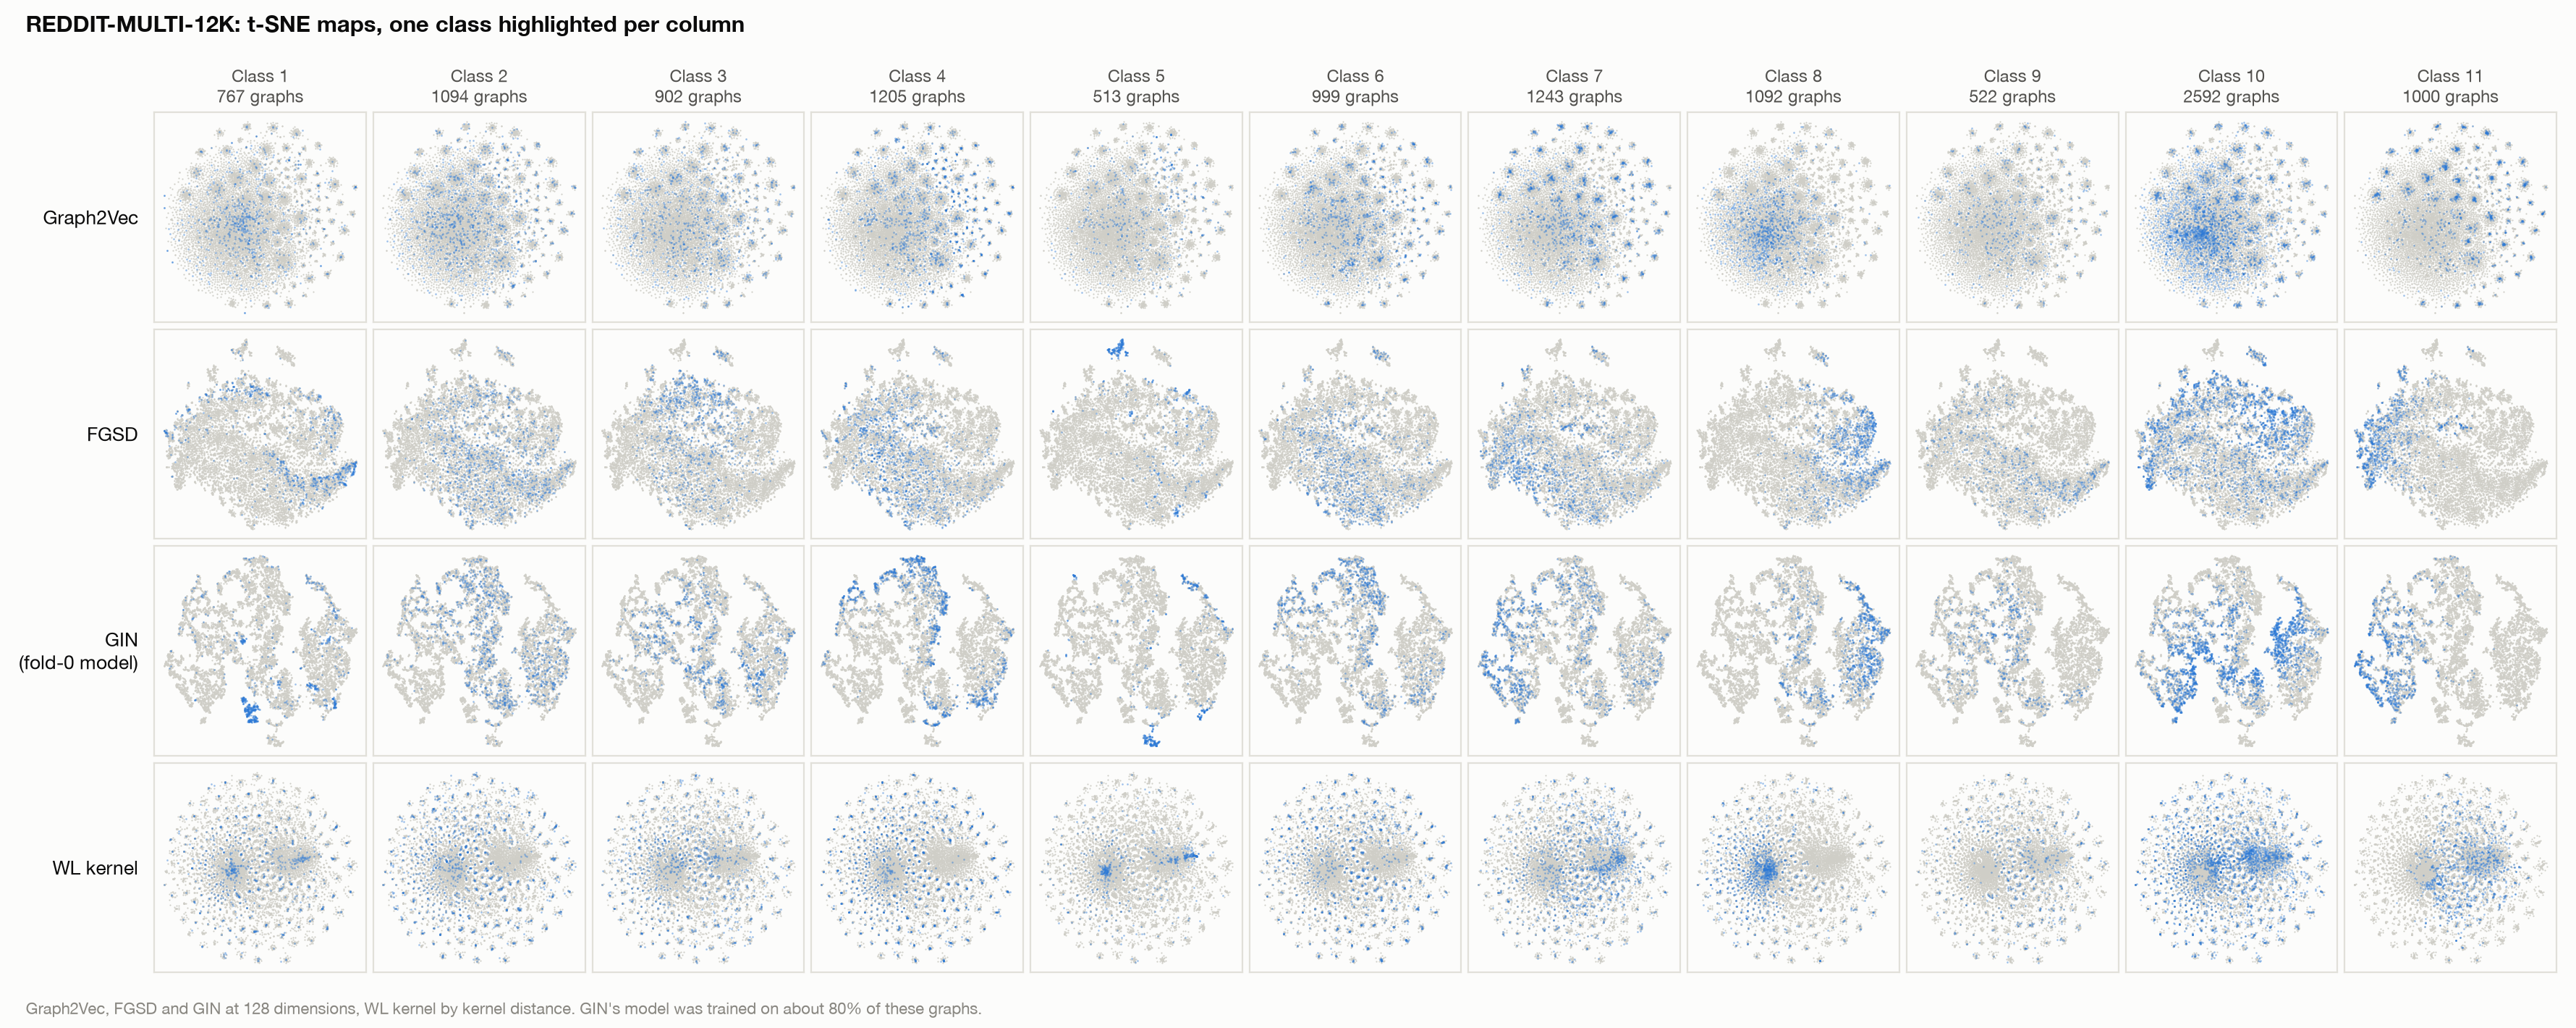 REDDIT-MULTI-12K: t-SNE maps, one class highlighted per column
Class 1
767 graphs
Class 2
1094 graphs
Class 3
902 graphs
Class 4
1205 graphs
Class 5
513 graphs
Class 6
999 graphs
Class 7
1243 graphs
Class 8
1092 graphs
Class 9
522 graphs
Class 10
2592 graphs
Class 11
1000 graphs
Graph2Vec
FGSD
GIN
(fold-0 model)
WL kernel
Graph2Vec, FGSD and GIN at 128 dimensions, WL kernel by kernel distance. GIN's model was trained on about 80% of these graphs.